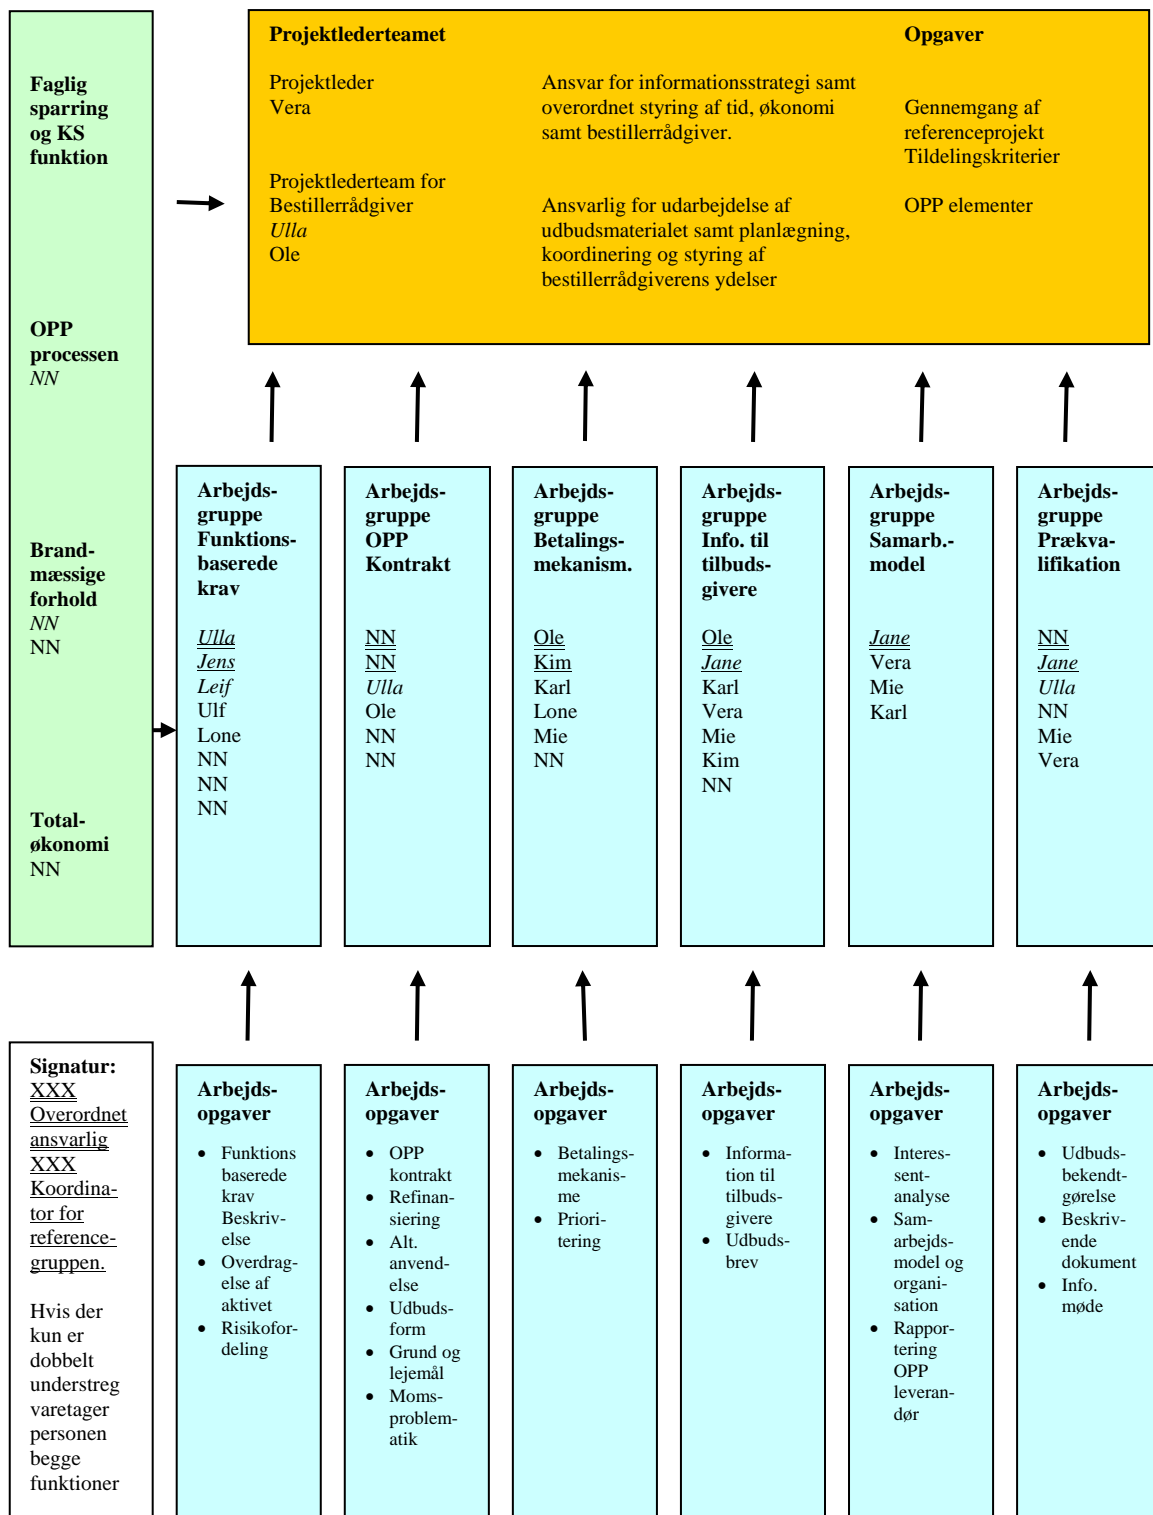 Faglig
sparring
og KS
funktion
OPP
processen
NN
Brand-
mæssige
forhold
NN
NN
Total-
økonomi
NN
Projektlederteamet
Opgaver
Projektleder
Vera
Ansvar for informationsstrategi samt
overordnet styring af tid, økonomi
samt bestillerrådgiver.
Gennemgang af
referenceprojekt
Tildelingskriterier
Projektlederteam for
Bestillerrådgiver
Ulla
Ole
Ansvarlig for udarbejdelse af
udbudsmaterialet samt planlægning,
koordinering og styring af
bestillerrådgiverens ydelser
OPP elementer
Arbejds-
gruppe
Funktions-
baserede
krav
Ulla
Jens
Leif
Ulf
Lone
NN
NN
NN
Arbejds-
gruppe
OPP
Kontrakt
NN
NN
Ulla
Ole
NN
NN
Arbejds-
gruppe
Betalings-
mekanism.
Ole
Kim
Karl
Lone
Mie
NN
Arbejds-
gruppe
Info. til
tilbuds-
givere
Ole
Jane
Karl
Vera
Mie
Kim
NN
Arbejds-
gruppe
Samarb.-
model
Jane
Vera
Mie
Karl
Arbejds-
gruppe
Prækva-
lifikation
NN
Jane
Ulla
NN
Mie
Vera
Signatur:
XXX
Overordnet
ansvarlig
XXX
Koordina-
tor for
reference-
gruppen.
Hvis der
kun er
dobbelt
understreg
varetager
personen
begge
funktioner
Arbejds-
opgaver
• Funktions
baserede
krav
Beskriv-
else
• Overdrag-
else af
aktivet
• Risikofor-
deling
Arbejds-
opgaver
• OPP
kontrakt
• Refinan-
siering
• Alt.
anvend-
else
• Udbuds-
form
• Grund og
lejemål
• Moms-
problem-
atik
Arbejds-
opgaver
• Betalings-
mekanis-
me
• Priori-
tering
Arbejds-
opgaver
• Informa-
tion til
tilbuds-
givere
• Udbuds-
brev
Arbejds-
opgaver
• Interes-
sent-
analyse
• Sam-
arbejds-
model og
organi-
sation
• Rappor-
tering
OPP
leveran-
dør
Arbejds-
opgaver
• Udbuds-
bekendt-
gørelse
• Beskriv-
ende
dokument
• Info.
møde